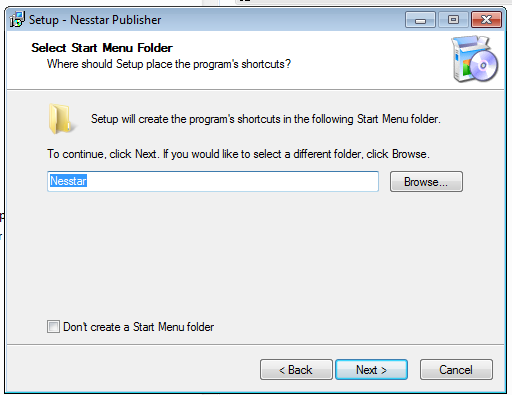 Setup - Nesstar Publisher
Select Start Menu Folder
Where should Setup place the program's shortcuts?
Setup will create the program's shortcuts in the following Start Menu folder.
To continue, click Next. If you would like to select a different folder, click Browse.
Nesstar
Browse...
Don't create a Start Menu folder
< Back
Next >
Cancel